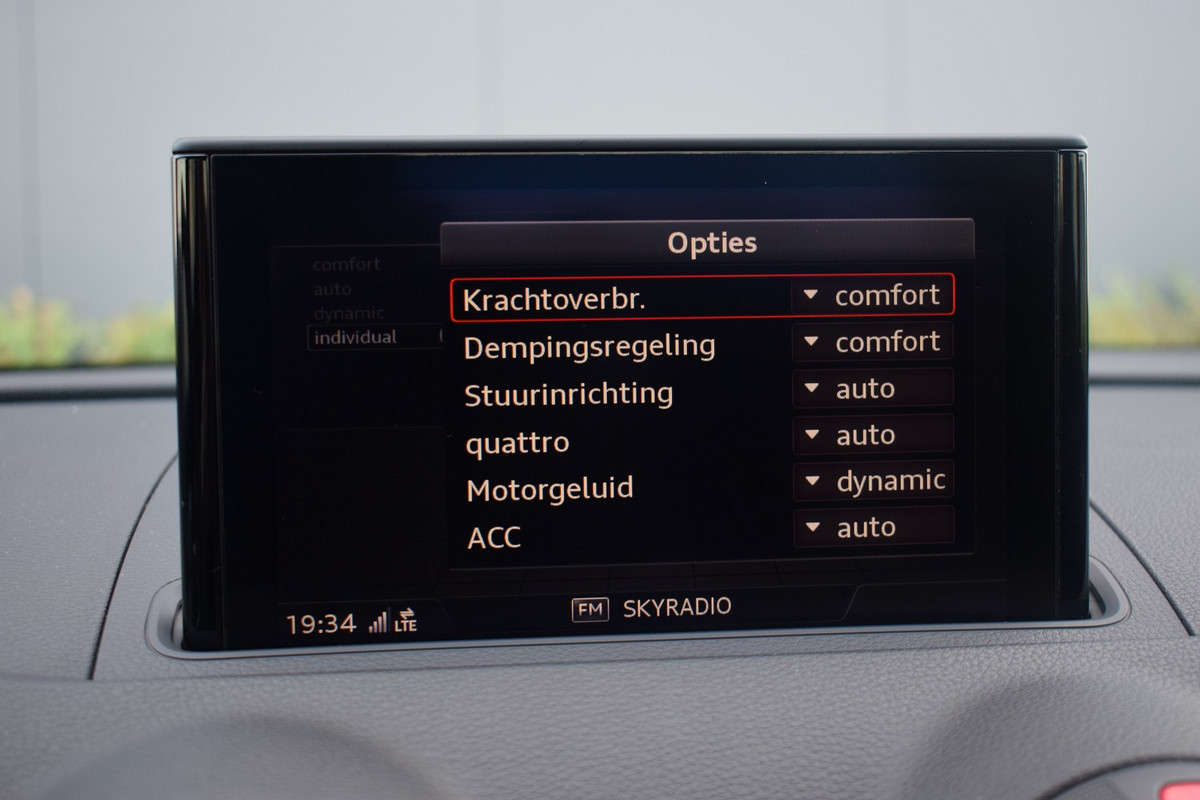 Opties
comfort
auto
dynamic
individual
Krachtoverbr. comfort
Dempingsregeling comfort
Stuurinrichting auto
quattro auto
Motorgeluid dynamic
ACC auto
19:34 LTE FM SKYRADIO